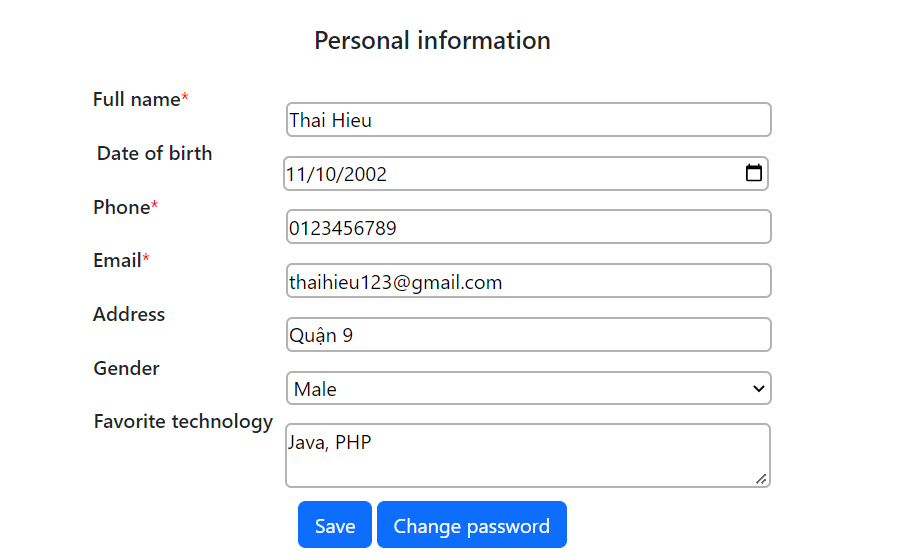 Personal information
Full name*
Thai Hieu
Date of birth
11/10/2002
Phone*
0123456789
Email*
thaihieu123@gmail.com
Address
Quận 9
Gender
Male
Favorite technology
Java, PHP
Save Change password